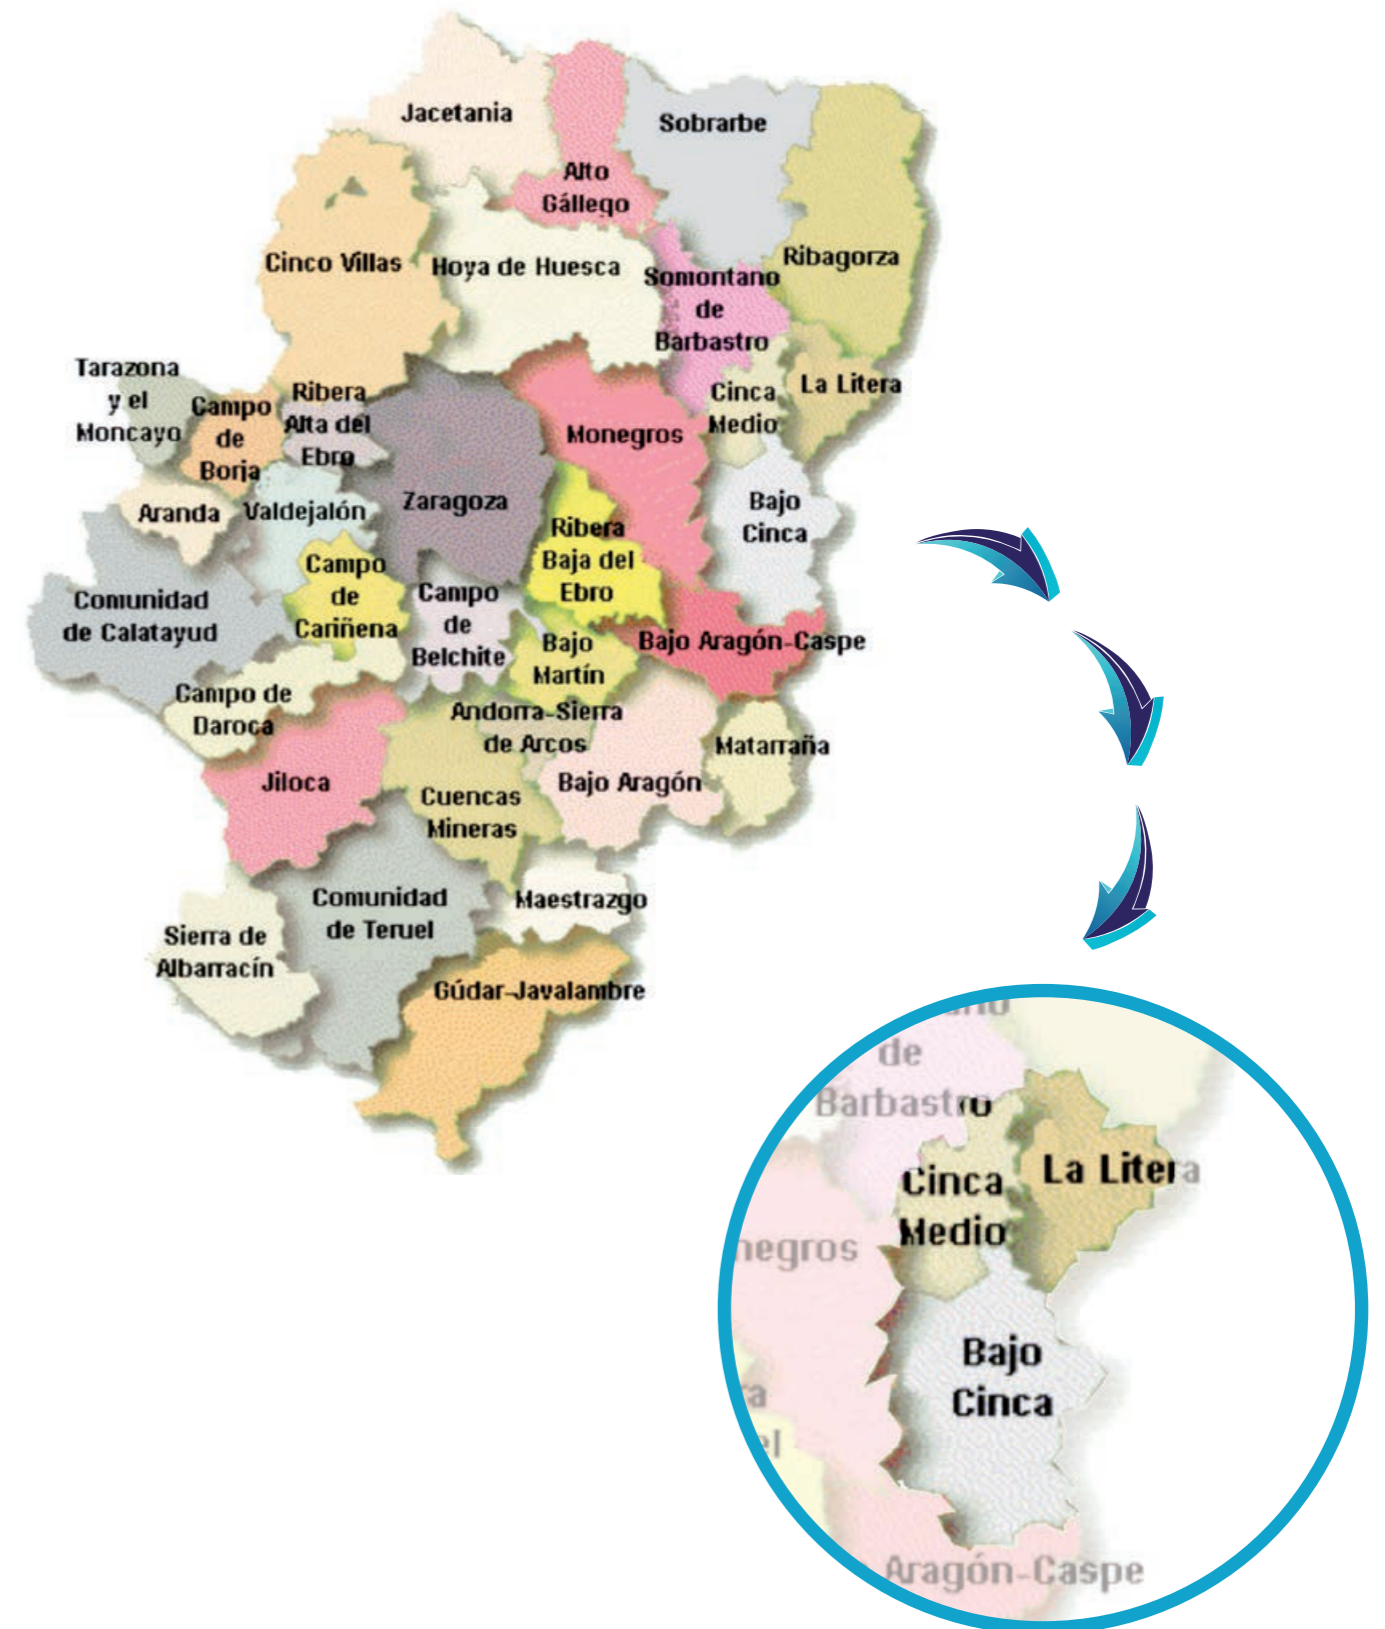 Jacetania
Alto
Gállego
Sobrarbe
Ribagorza
Cinco Villas
Hoya de Huesca
Somontano
de
Barbastro
Tarazona
y el
Moncayo
Campo
de
Borja
Ribera
Alta del
Ebro
Cinca
Medio
La Litera
Monegros
Zaragoza
Aranda
Valdejalón
Bajo
Cinca
Ribera
Baja del
Ebro
Campo
de
Cariñena
Campo
de
Belchite
Comunidad
de Calatayud
Bajo
Martín
Bajo Aragón-Caspe
Campo de
Daroca
Andorra-Sierra
de Arcos
Matarraña
Jiloca
Bajo Aragón
Cuencas
Mineras
Comunidad
de Teruel
Maestrazgo
Sierra de
Albarracín
Gúdar-Javalambre
de
Barbastro
Cinca
Medio
La Litera
negros
Bajo
Cinca
ra
el
Aragón-Caspe